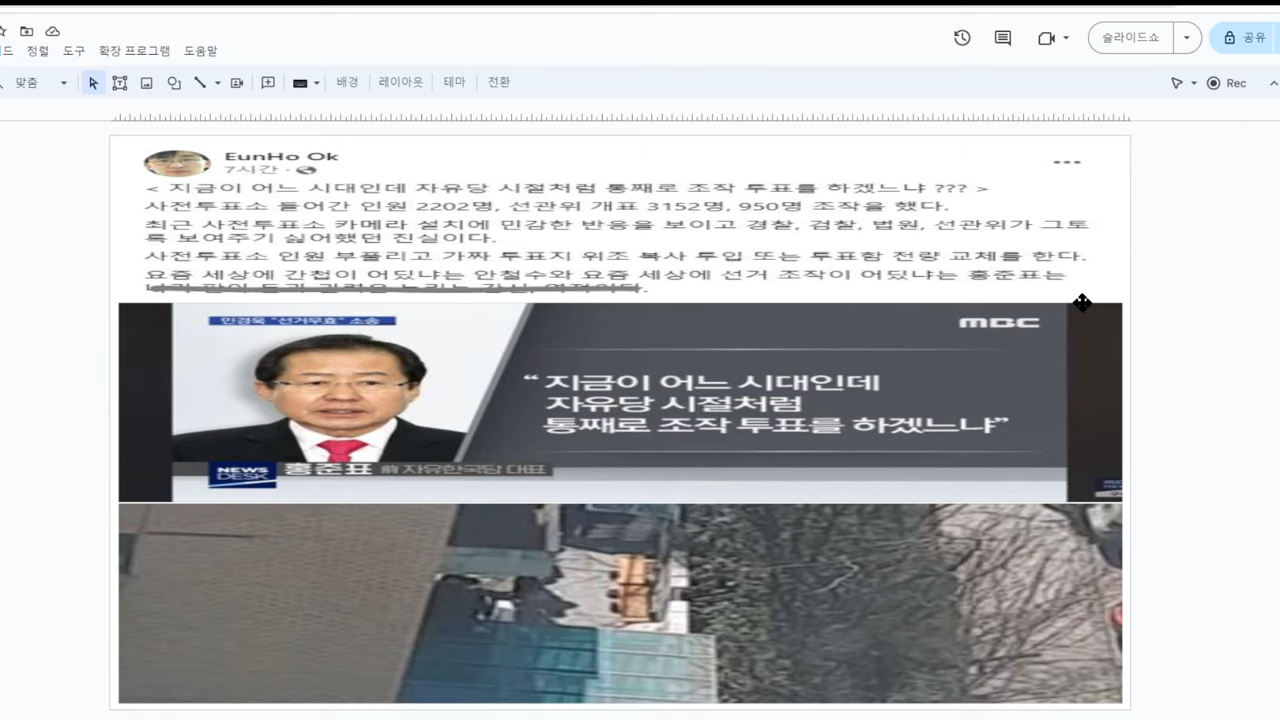 정렬 도구 확장 프로그램 도움말
슬라이드쇼
공유
맞춤
배경 레이아웃 테마 전환
Rec
EunHo Ok
7시간
< 지금이 어느 시대인데 자유당 시절처럼 통째로 조작 투표를 하겠느냐 ??? >
사전투표소 들어간 인원 2202명, 선관위 개표 3152명, 950명 조작을 했다.
최근 사전투표소 카메라 설치에 민감한 반응을 보이고 경찰, 검찰, 법원, 선관위가 그토
록 보여주기 싫어했던 진실이다.
사전투표소 인원 부풀리고 가짜 투표지 위조 복사 투입 또는 투표함 전량 교체를 한다.
요즘 세상에 간첩이 어딧냐는 안철수와 요즘 세상에 선거 조작이 어딧냐는 홍준표는
민경욱 "선거무효" 소송
mbc
“지금이 어느 시대인데
자유당 시절처럼
통째로 조작 투표를 하겠느냐”
NEWS
DESK
홍준표 前 자유한국당 대표